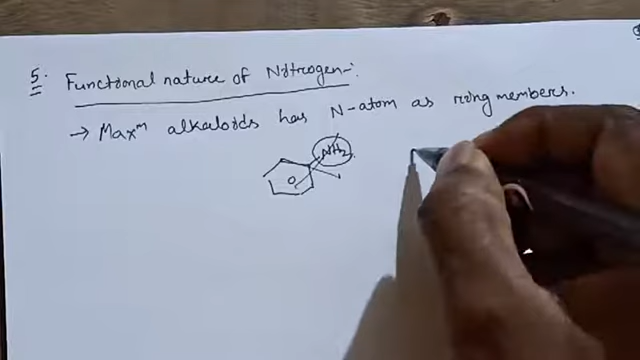 5. Functional nature of Nitrogen-:
→ Maxm alkaloids has N-atom as ring members.
NH2